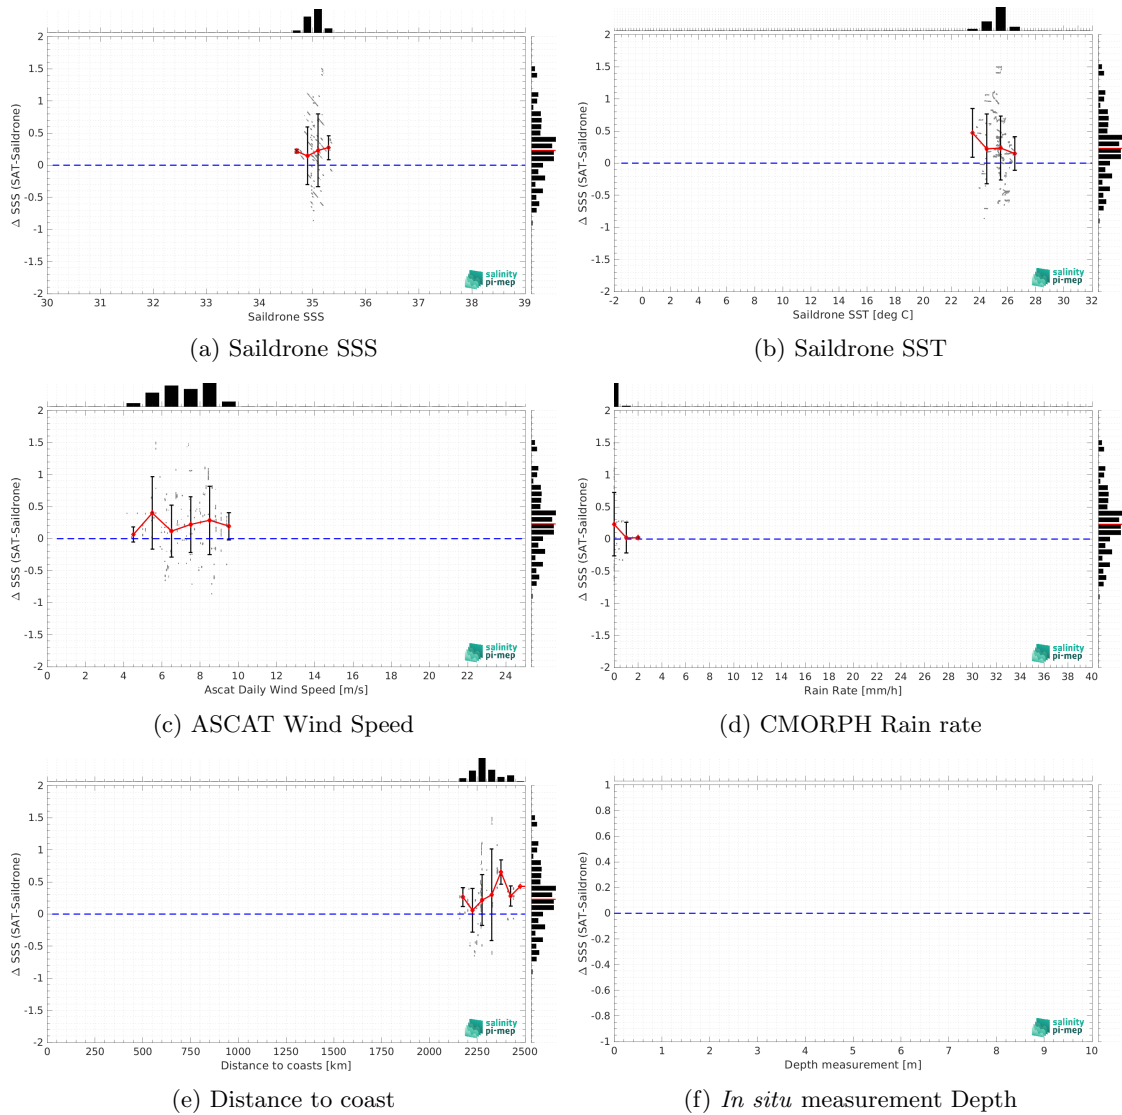 2
1.5
1
0.5
0
-0.5
-1
-1.5
-2
Δ SSS (SAT-Saildrone)
30 31 32 33 34 35 36 37 38 39
Saildrone SSS
salinity
pi-mep
(a) Saildrone SSS
2
1.5
1
0.5
0
-0.5
-1
-1.5
-2
Δ SSS (SAT-Saildrone)
-2 0 2 4 6 8 10 12 14 16 18 20 22 24 26 28 30 32
Saildrone SST [deg C]
salinity
pi-mep
(b) Saildrone SST
2
1.5
1
0.5
0
-0.5
-1
-1.5
-2
Δ SSS (SAT-Saildrone)
0 2 4 6 8 10 12 14 16 18 20 22 24
Ascat Daily Wind Speed [m/s]
salinity
pi-mep
(c) ASCAT Wind Speed
2
1.5
1
0.5
0
-0.5
-1
-1.5
-2
Δ SSS (SAT-Saildrone)
0 2 4 6 8 10 12 14 16 18 20 22 24 26 28 30 32 34 36 38 40
Rain Rate [mm/h]
salinity
pi-mep
(d) CMORPH Rain rate
2
1.5
1
0.5
0
-0.5
-1
-1.5
-2
Δ SSS (SAT-Saildrone)
0 250 500 750 1000 1250 1500 1750 2000 2250 2500
Distance to coasts [km]
salinity
pi-mep
(e) Distance to coast
1
0.8
0.6
0.4
0.2
0
-0.2
-0.4
-0.6
-0.8
-1
Δ SSS (SAT-Saildrone)
0 1 2 3 4 5 6 7 8 9 10
Depth measurement [m]
salinity
pi-mep
(f) In situ measurement Depth